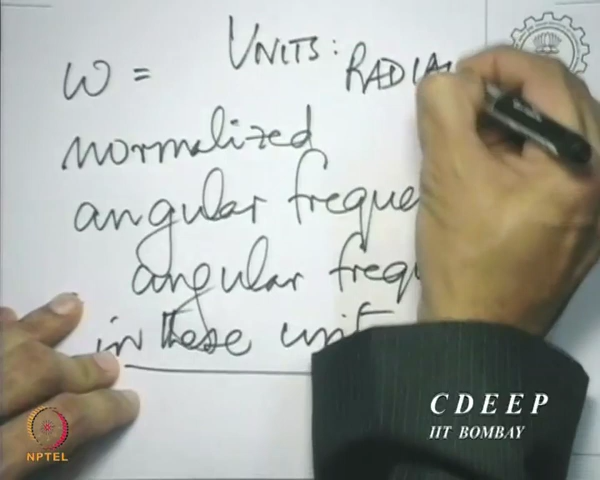 ω = UNITS: RADIA
normalized
angular freque
angular freq
in these unit
CDEEP
IIT BOMBAY
NPTEL